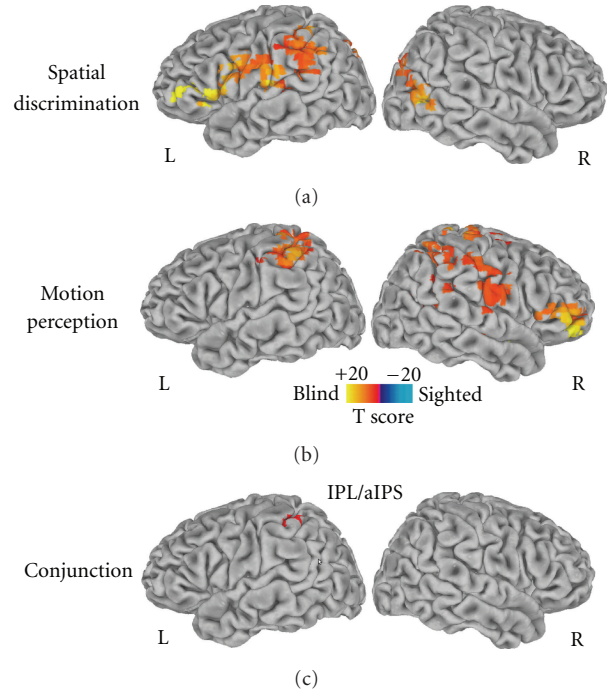 Spatial
discrimination
L
R
(a)
Motion
perception
L
R
+20 −20
Blind Sighted
T score
(b)
IPL/aIPS
Conjunction
L
R
(c)